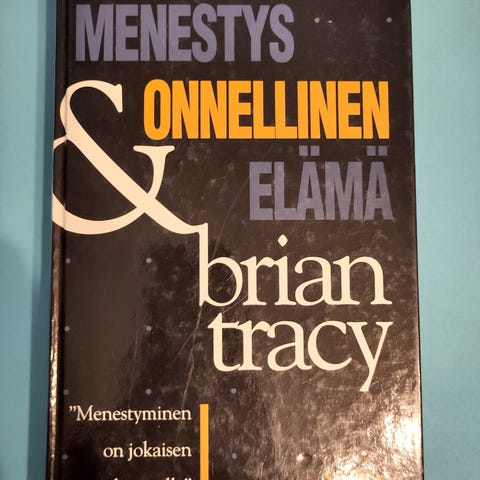 MENESTYS
& ONNELLINEN
ELÄMÄ
brian
tracy
"Menestyminen
on jokaisen